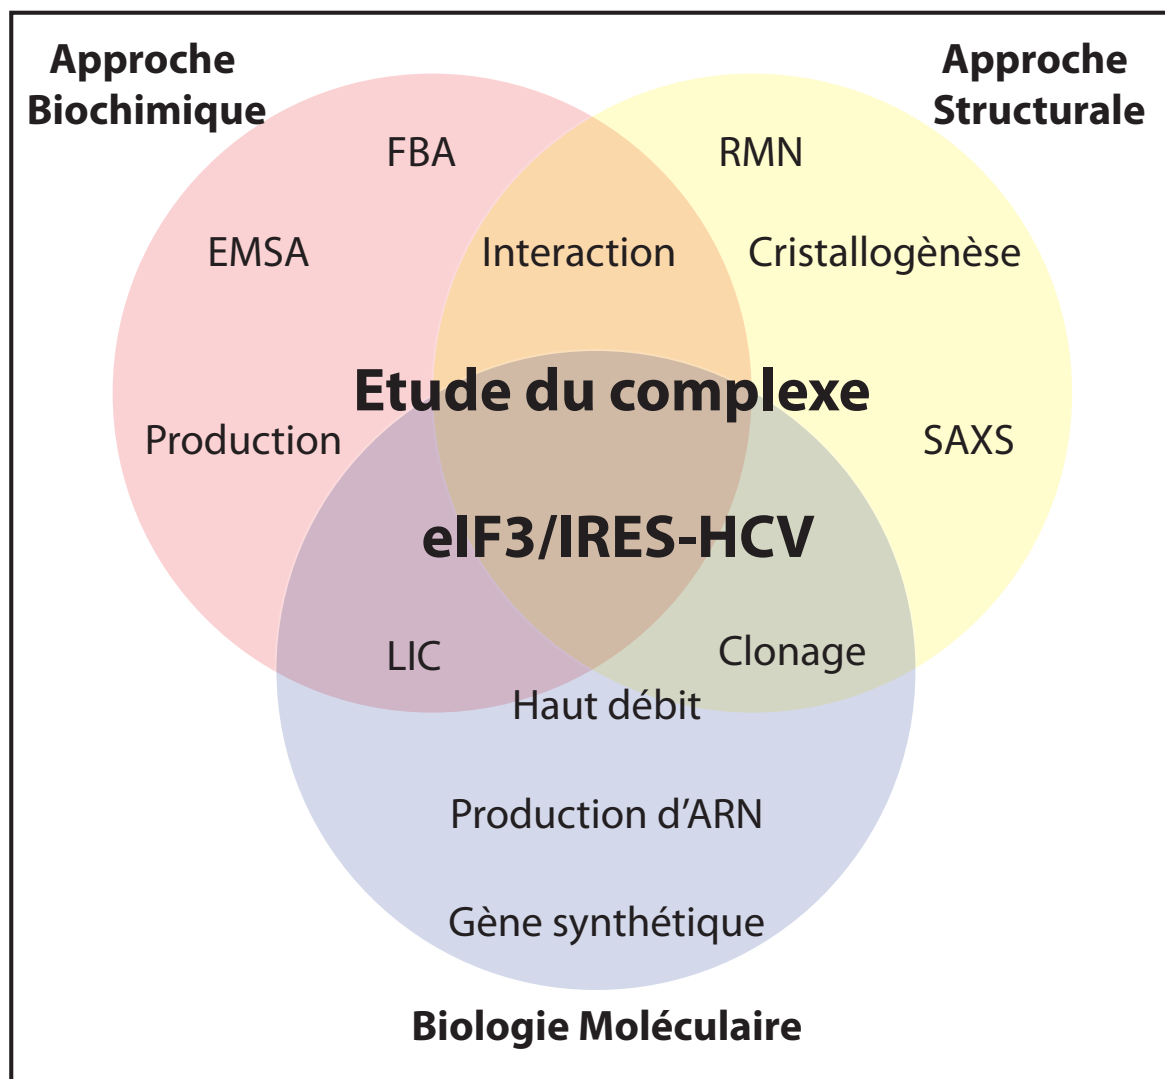 Approche
Biochimique
Approche
Structurale
FBA
RMN
EMSA
Interaction
Cristallogènèse
Etude du complexe
Production
SAXS
eIF3/IRES-HCV
LIC
Clonage
Haut débit
Production d’ARN
Gène synthétique
Biologie Moléculaire